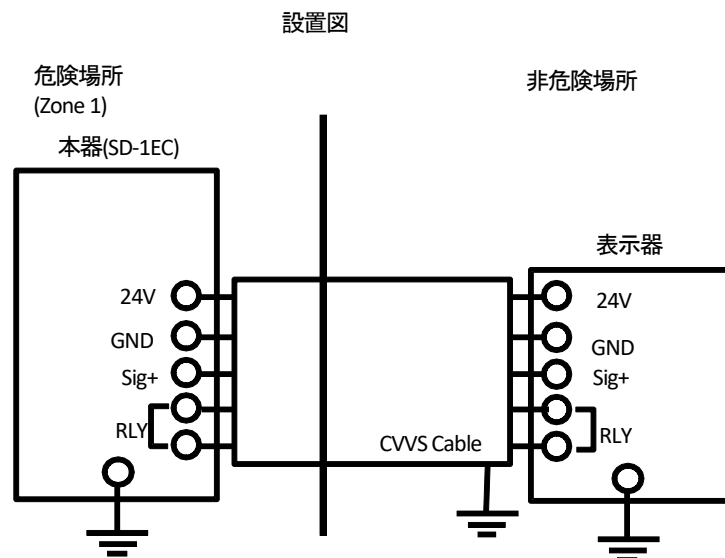 設置図
危険場所
(Zone 1)
非危険場所
本器(SD-1EC)
表示器
24V
GND
Sig+
RLY
CVVS Cable
24V
GND
Sig+
RLY